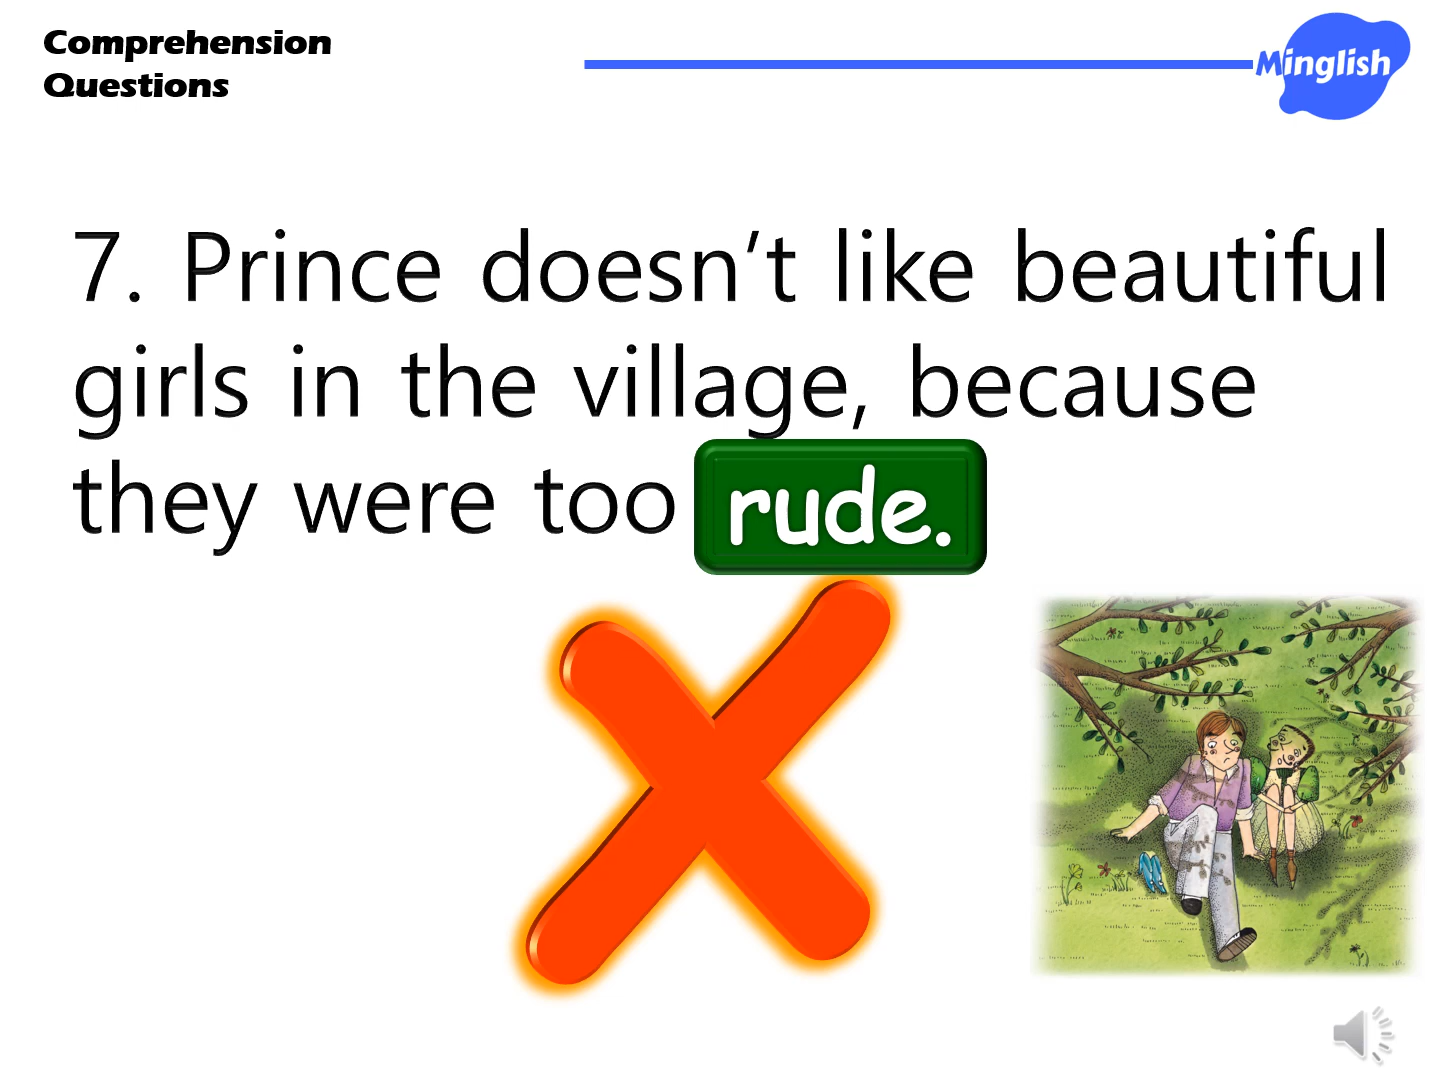 Comprehension
Questions
Minglish
7. Prince doesn’t like beautiful
girls in the village, because
they were too rude.